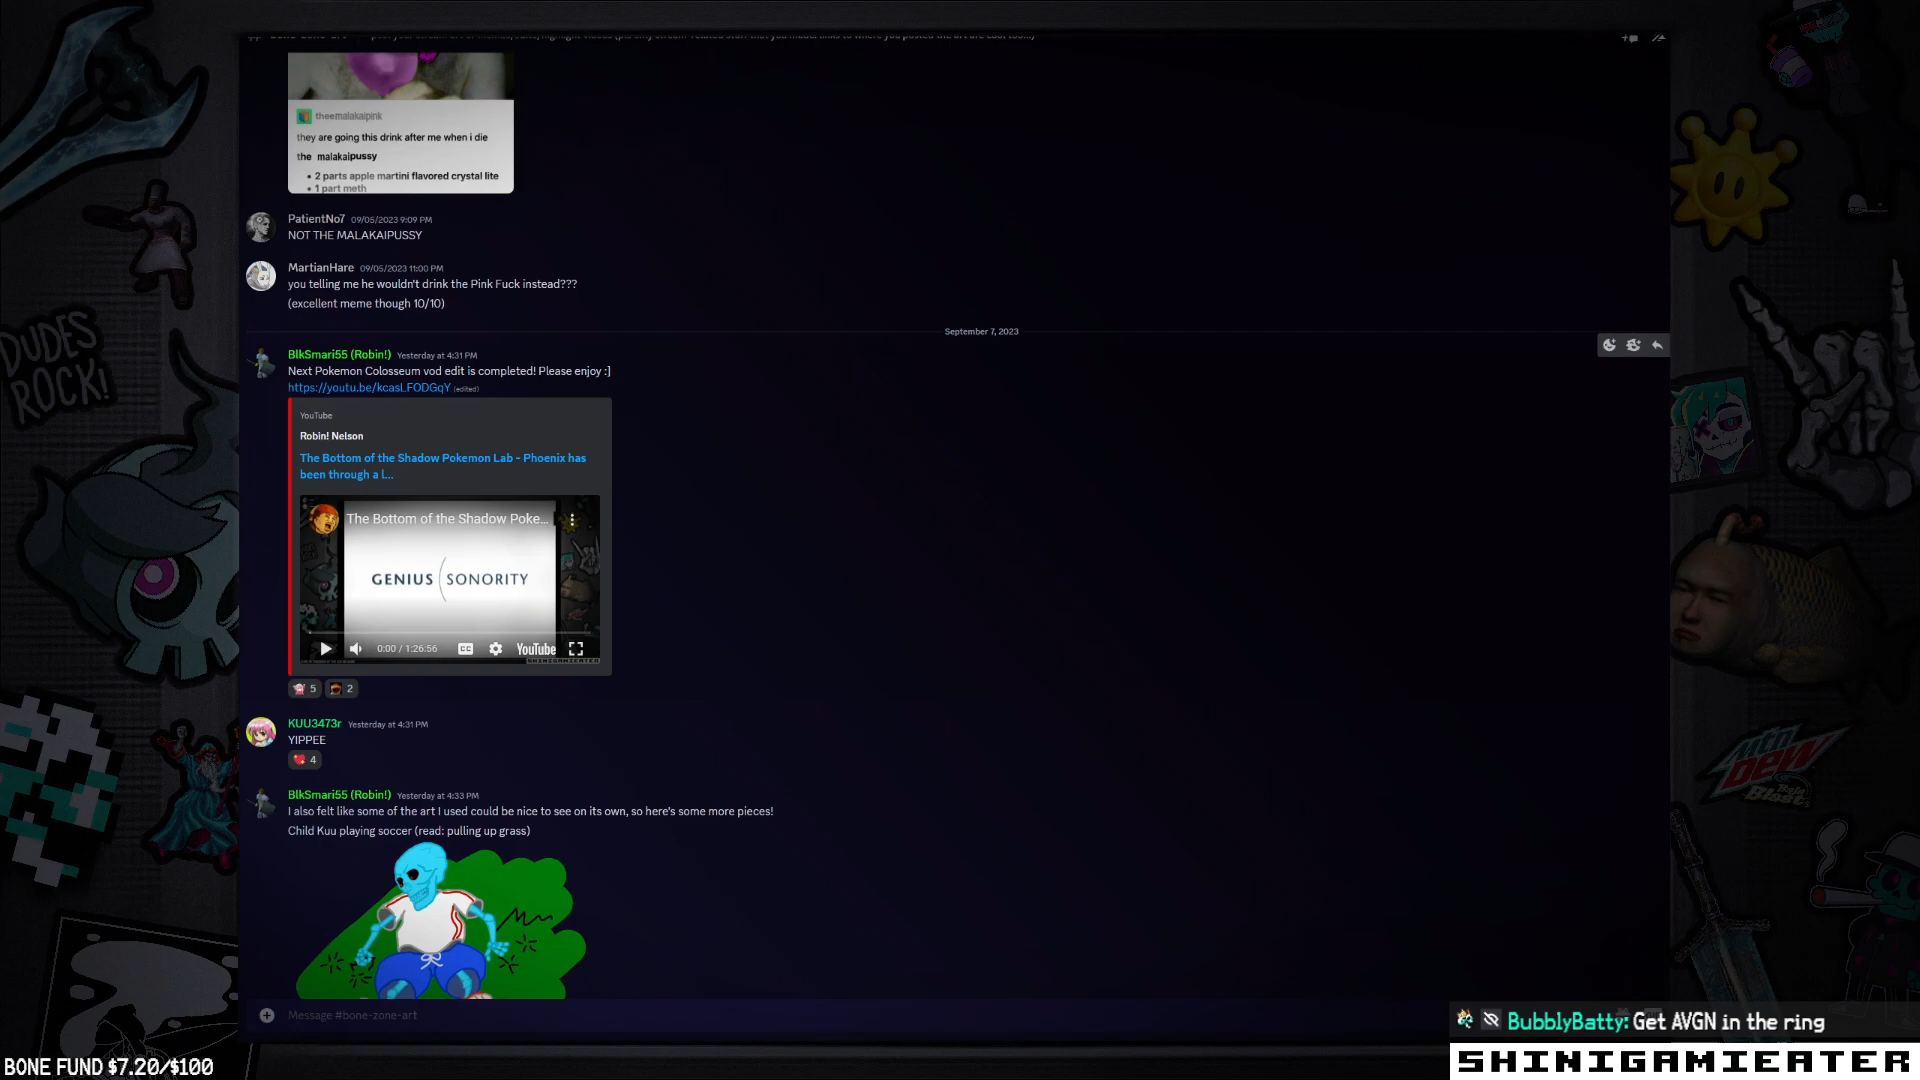 theemalakaipink
they are going this drink after me when i die
the malakaipussy
• 2 parts apple martini flavored crystal lite
• 1 part meth
PatientNo7 09/05/2023 9:09 PM
NOT THE MALAKAIPUSSY
MartianHare 09/05/2023 11:00 PM
you telling me he wouldn't drink the Pink Fuck instead???
(excellent meme though 10/10)
September 7, 2023
DUDES
ROCK!
BlkSmari55 (Robin!) Yesterday at 4:31 PM
Next Pokemon Colosseum vod edit is completed! Please enjoy :]
https://youtu.be/kcasLFODGqY (edited)
YouTube
Robin! Nelson
The Bottom of the Shadow Pokemon Lab - Phoenix has
been through a l...
The Bottom of the Shadow Poke...
GENIUS SONORITY
0:00 / 1:26:56 CC YouTube
SHINIGAMIEATER
5 2
KUU3473r Yesterday at 4:31 PM
YIPPEE
4
mtn
DEW
Baja
Blast
BlkSmari55 (Robin!) Yesterday at 4:33 PM
I also felt like some of the art I used could be nice to see on its own, so here's some more pieces!
Child Kuu playing soccer (read: pulling up grass)
Message #bone-zone-art
BubblyBatty: Get AVGN in the ring
BONE FUND $7.20/$100
SHINIGAMIEATER